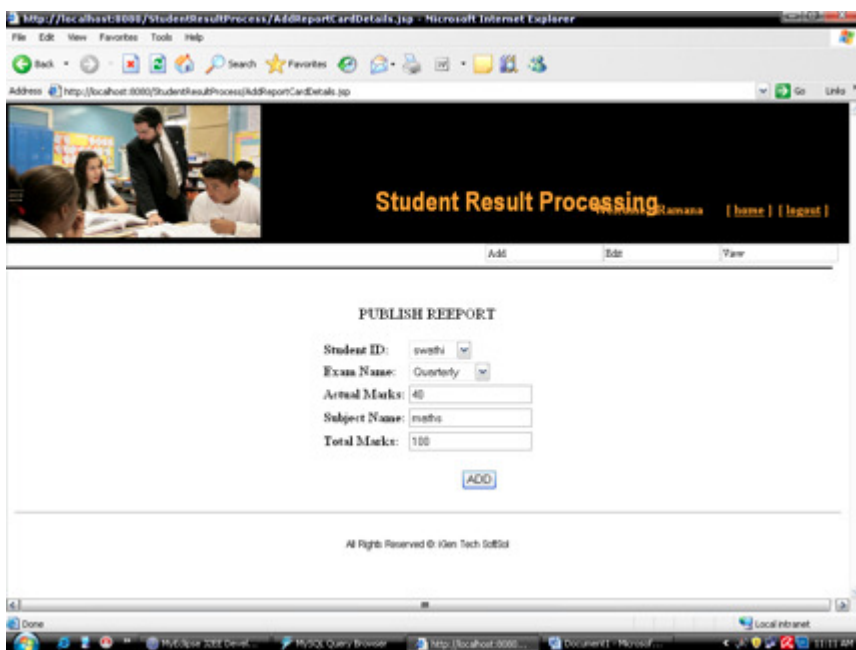 http://localhost:8080/StudentResultProcess/AddReportCardDetails.jsp - Microsoft Internet Explorer
File Edit View Favorites Tools Help
Back Search Favorites
Address http://localhost:8080/StudentResultProcess/AddReportCardDetails.jsp Go Links
Student Result Processing
Ramana [ home ] [ logout ]
Add Edit View
PUBLISH REEPORT
Student ID: swathi
Exam Name: Quarterly
Actual Marks: 40
Subject Name: maths
Total Marks: 100
ADD
All Rights Reserved ©: iGen Tech SoftSol
Done Local intranet
MyEclipse J2EE Devel... MySQL Query Browser http://localhost:8080... Document1 - Microsof... 11:11 AM